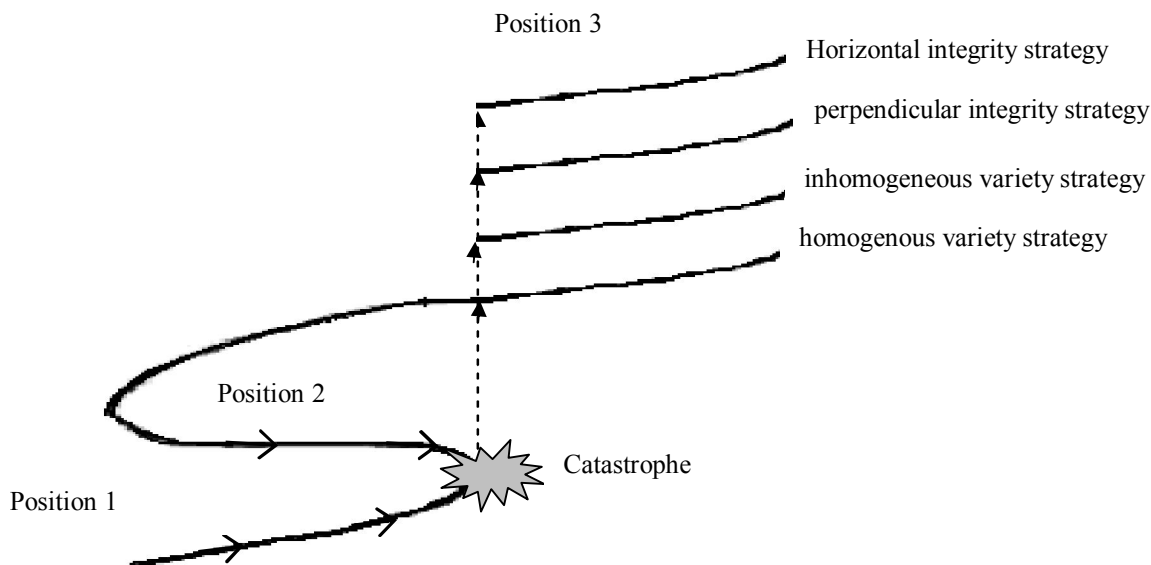 Position 3
Horizontal integrity strategy
perpendicular integrity strategy
inhomogeneous variety strategy
homogenous variety strategy
Position 2
Catastrophe
Position 1